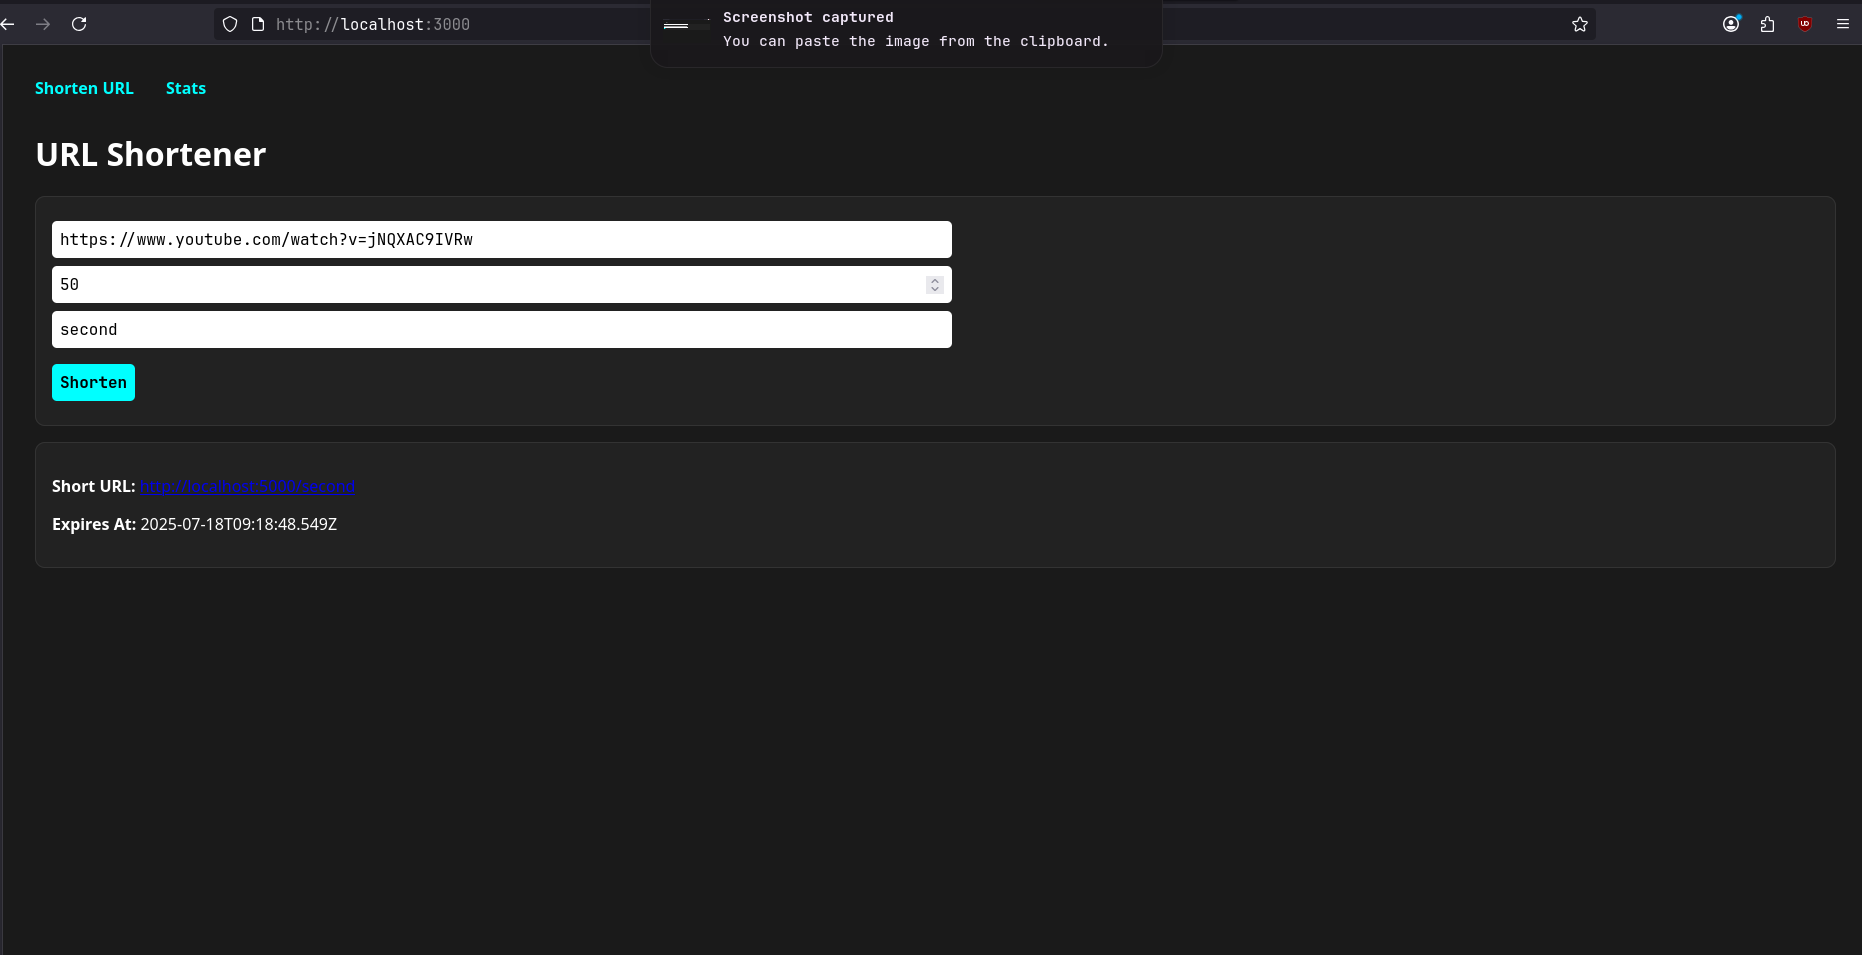 http://localhost:3000
Screenshot captured
You can paste the image from the clipboard.
Shorten URL Stats
URL Shortener
https://www.youtube.com/watch?v=jNQXAC9IVRw
50
second
Shorten
Short URL: http://localhost:5000/second
Expires At: 2025-07-18T09:18:48.549Z